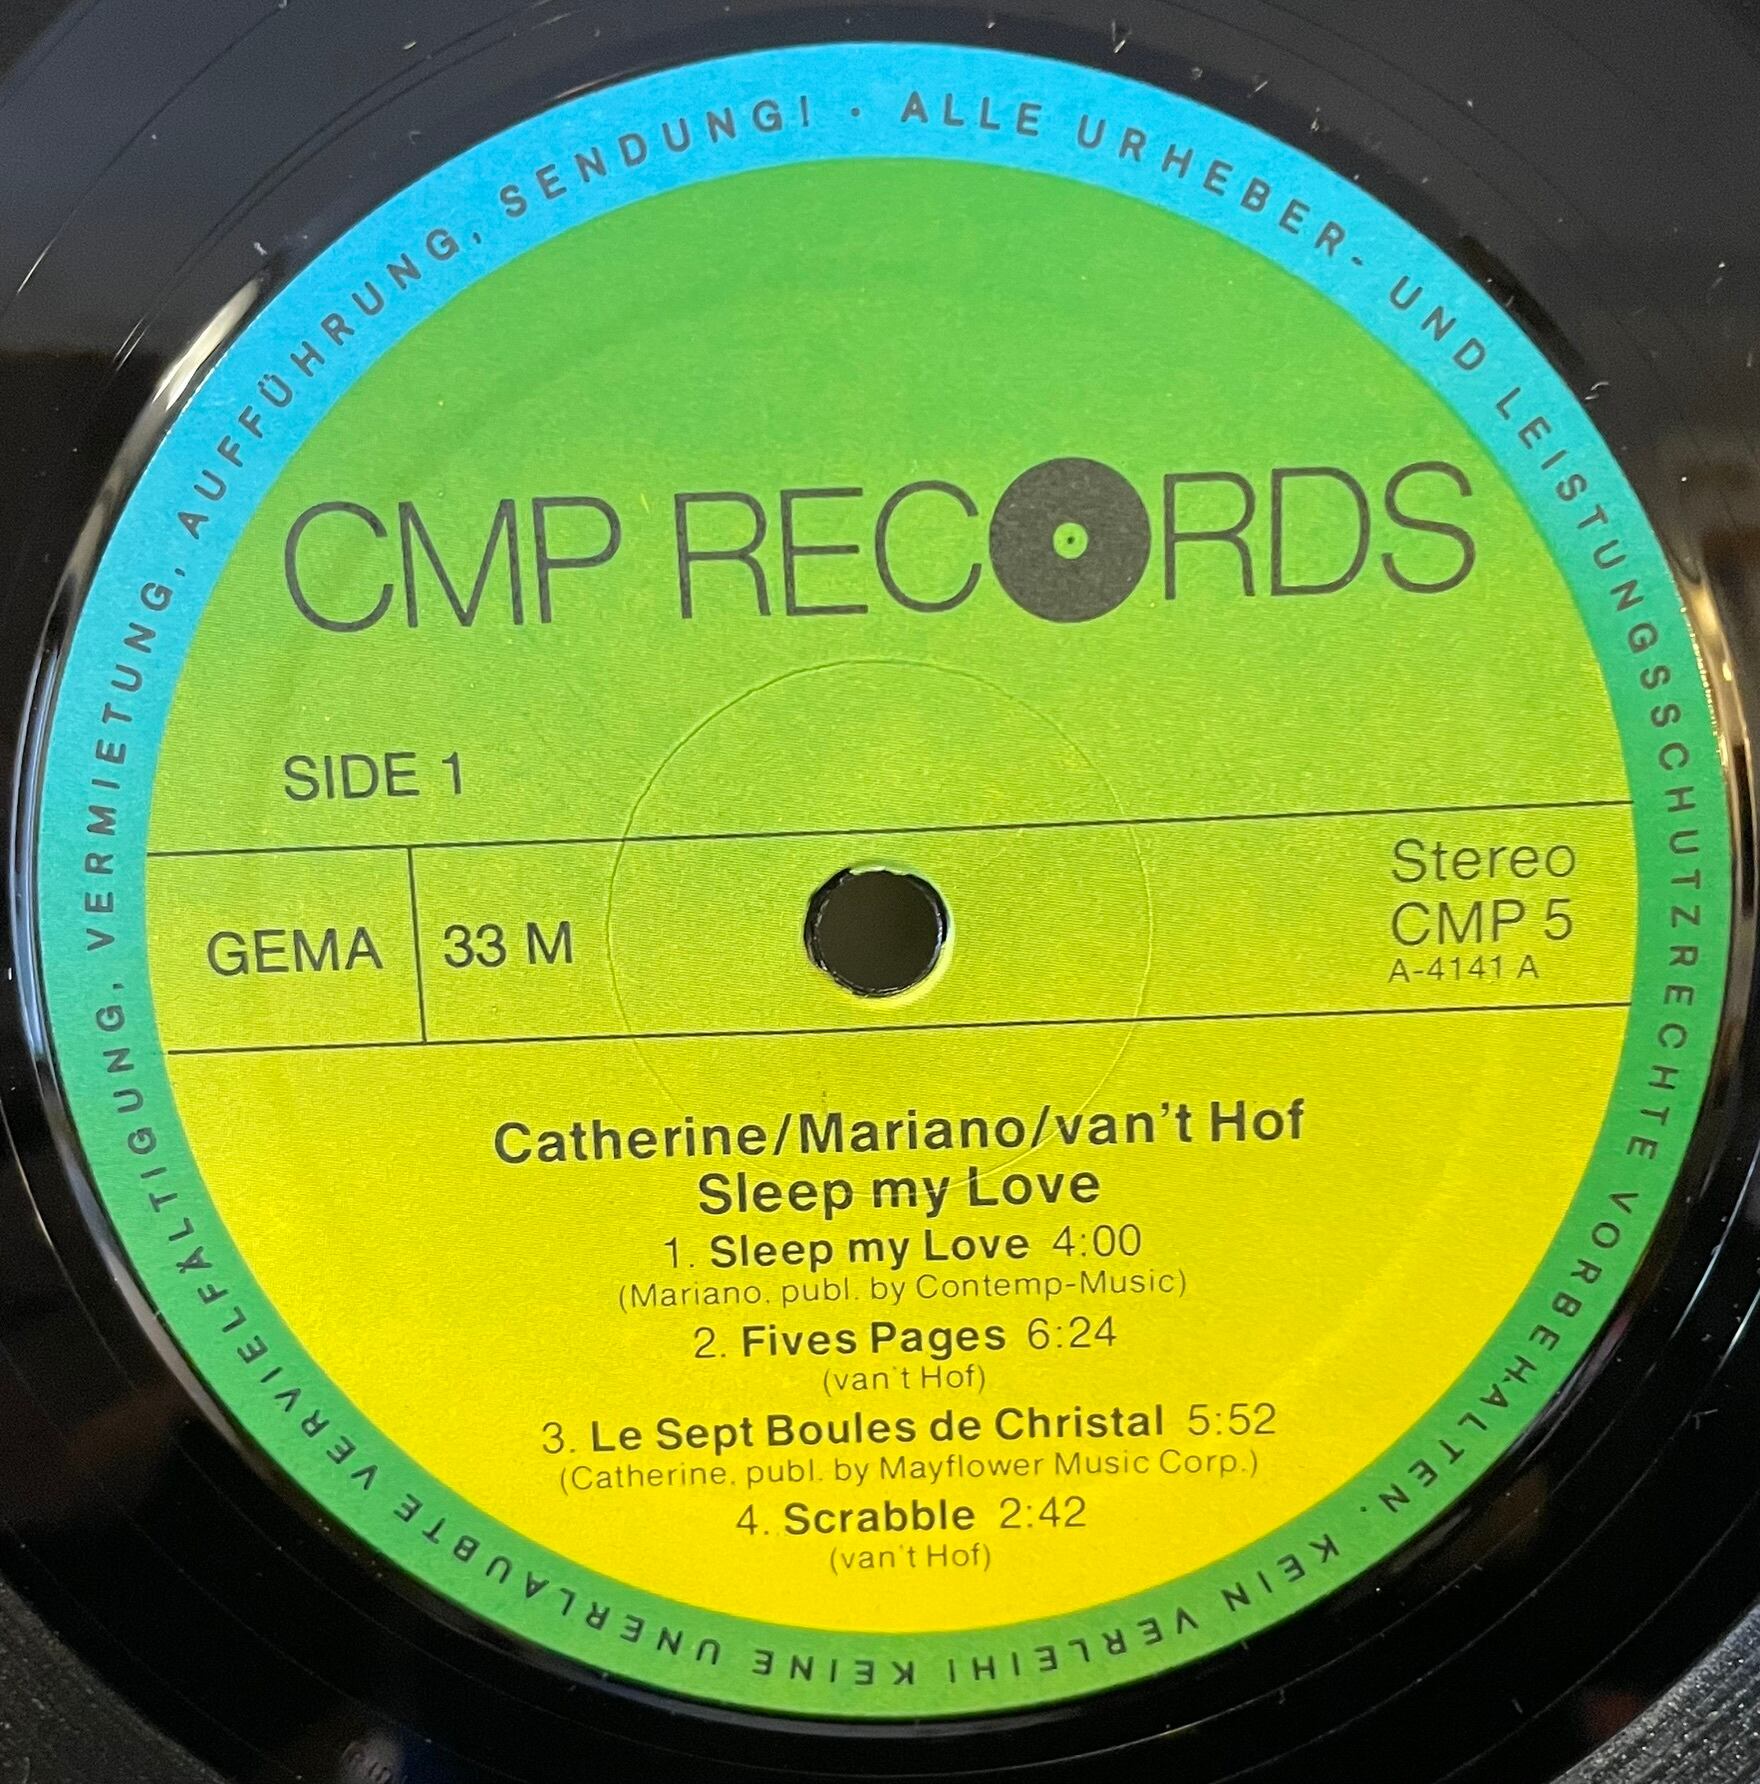 ALLE URHEBER- UND LEISTUNGSSCHUTZRECHTE VORBEHALTEN. KEIN VERLEIH! KEINE UNERLAUBTE VERVIELFÄLTIGUNG, VERMIETUNG, AUFFÜHRUNG, SENDUNG! ·
CMP RECORDS
SIDE 1
GEMA
33 M
Stereo
CMP 5
A-4141 A
Catherine/Mariano/van't Hof
Sleep my Love
1. Sleep my Love 4:00
(Mariano, publ. by Contemp-Music)
2. Fives Pages 6:24
(van't Hof)
3. Le Sept Boules de Christal 5:52
(Catherine, publ. by Mayflower Music Corp.)
4. Scrabble 2:42
(van't Hof)